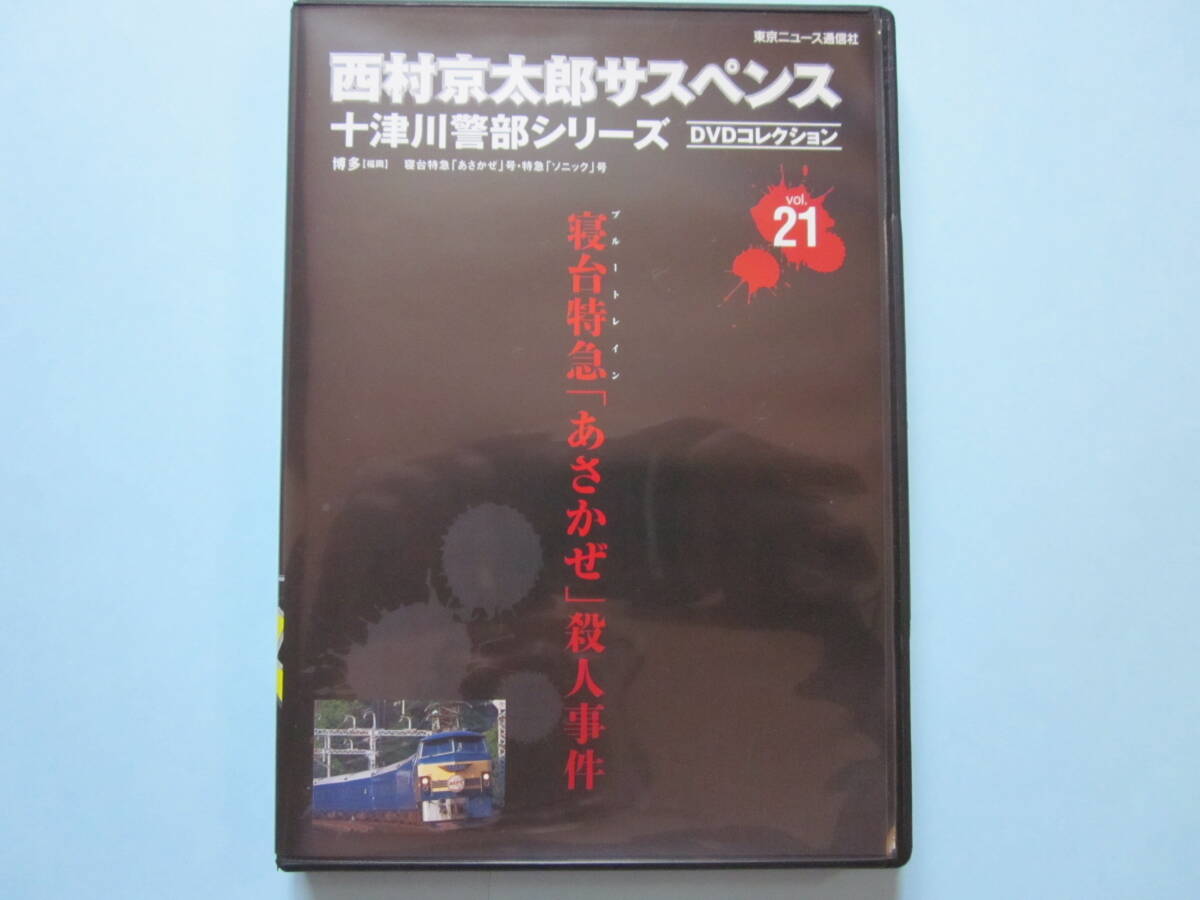 東京ニュース通信社
西村京太郎サスペンス
十津川警部シリーズ DVDコレクション
博多[福岡] 寝台特急「あさかぜ」号・特急「ソニック」号
vol.
21
ブルートレイン
寝台特急「あさかぜ」殺人事件